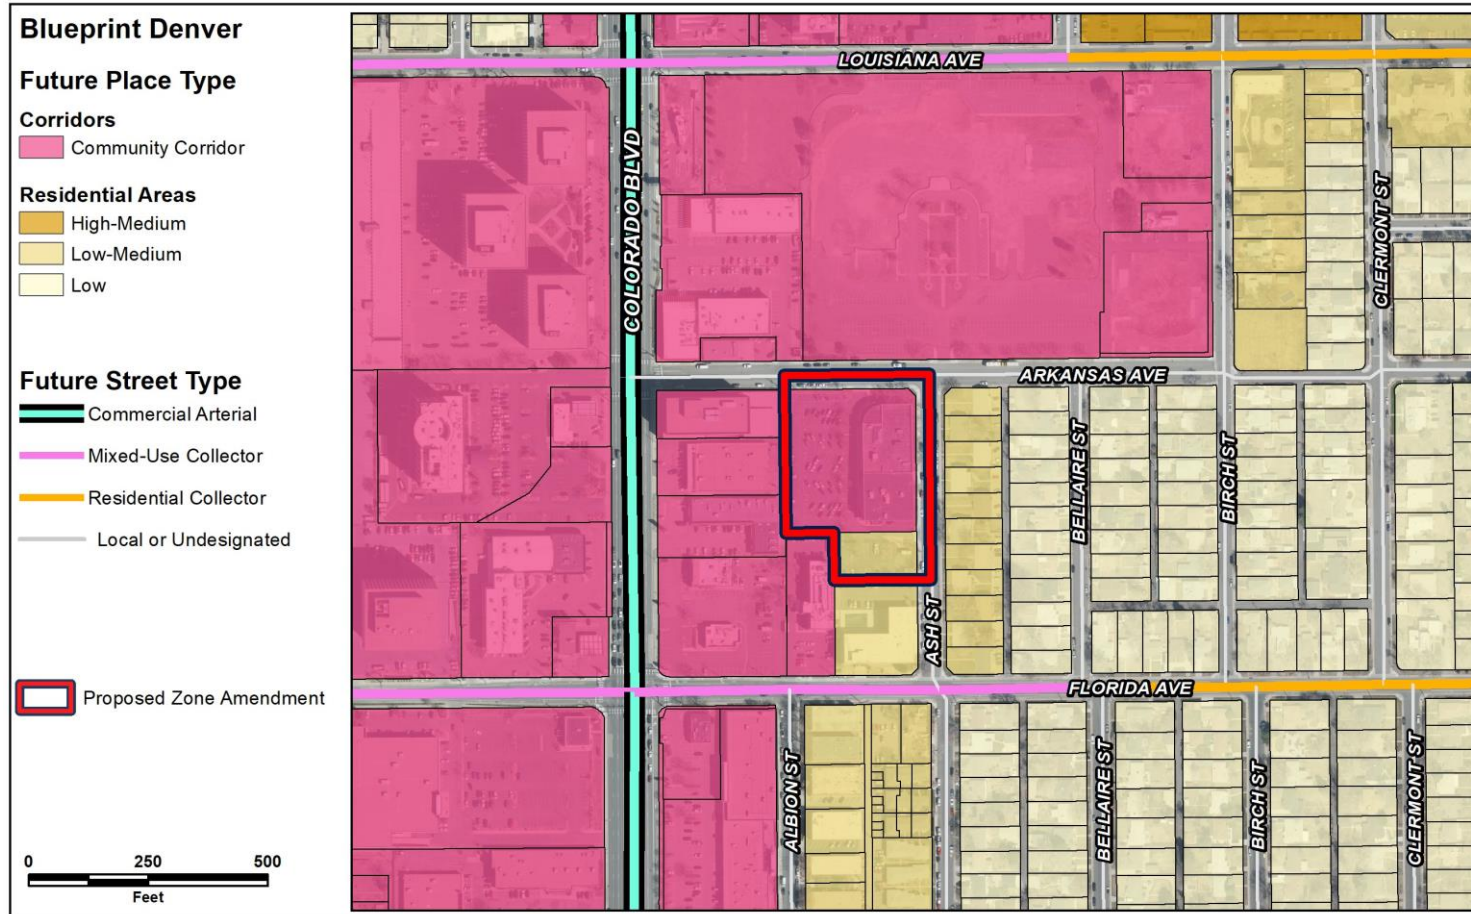 Blueprint Denver
Future Place Type
Corridors
Community Corridor
Residential Areas
High-Medium
Low-Medium
Low
Future Street Type
Commercial Arterial
Mixed-Use Collector
Residential Collector
Local or Undesignated
Proposed Zone Amendment
0 250 500
Feet
LOUISIANA AVE
COLORADO BLVD
CLERMONT ST
ARKANSAS AVE
BELLAIRE ST
BIRCH ST
ASH ST
FLORIDA AVE
ALBION ST
BELLAIRE ST
BIRCH ST
CLERMONT ST